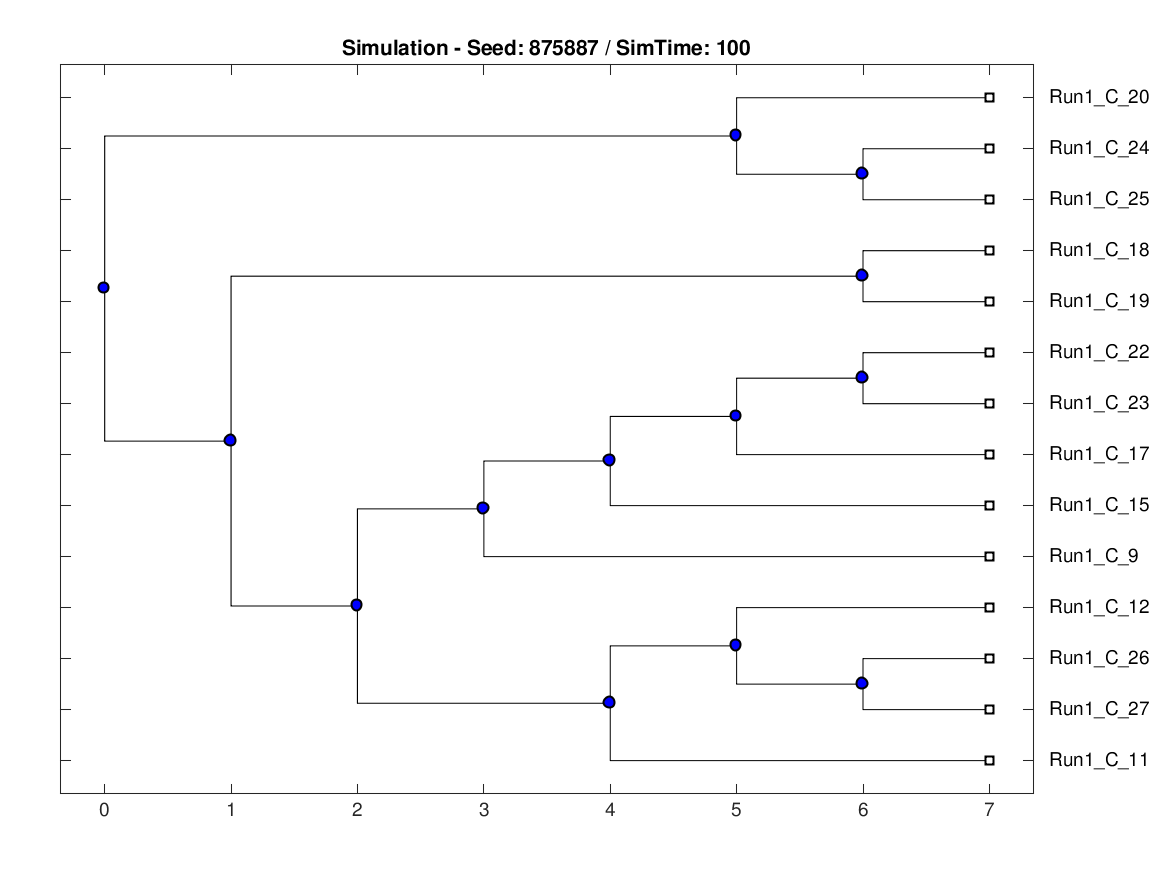 Simulation - Seed: 875887 / SimTime: 100
Run1_C_20
Run1_C_24
Run1_C_25
Run1_C_18
Run1_C_19
Run1_C_22
Run1_C_23
Run1_C_17
Run1_C_15
Run1_C_9
Run1_C_12
Run1_C_26
Run1_C_27
Run1_C_11
0 1 2 3 4 5 6 7